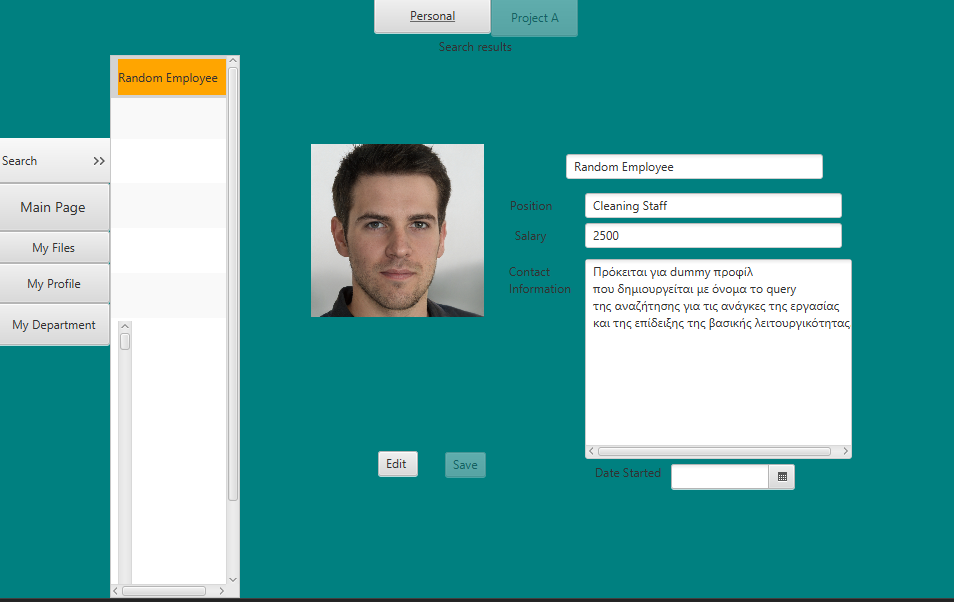 Personal
Project A
Search results
Random Employee
Search
Main Page
My Files
My Profile
My Department
Random Employee
Position
Cleaning Staff
Salary
2500
Contact
Information
Πρόκειται για dummy προφίλ
που δημιουργείται με όνομα το query
της αναζήτησης για τις ανάγκες της εργασίας
και της επίδειξης της βασικής λειτουργικότητας
Edit
Save
Date Started